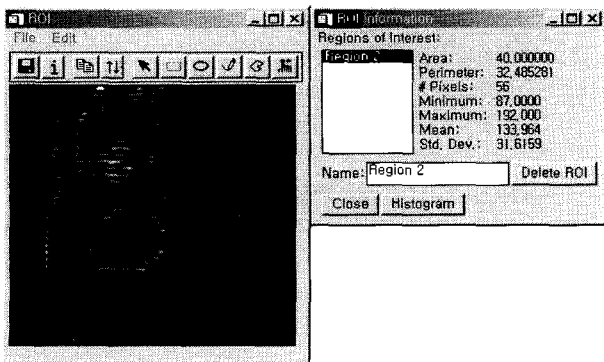 ROI
File Edit
ROI Information
Regions of Interest:
Region 2
Area: 40.000000
Perimeter: 32.485281
# Pixels: 56
Minimum: 87.0000
Maximum: 192.000
Mean: 133.964
Std. Dev.: 31.6159
Name: Region 2 Delete ROI
Close Histogram